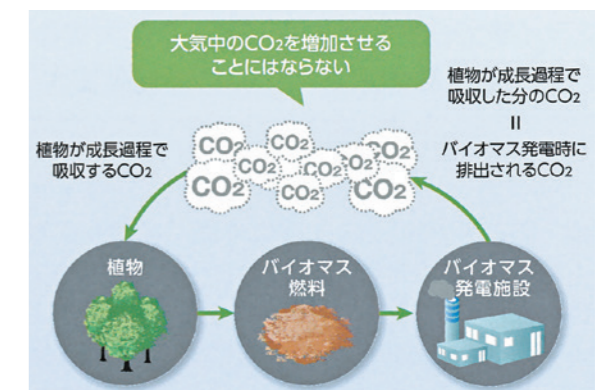 大気中のCO2を増加させる
ことにはならない
植物が成長過程で
吸収した分のCO2
=
バイオマス発電時に
排出されるCO2
植物が成長過程で
吸収するCO2
CO2
CO2
CO2
CO2
CO2
CO2
CO2
CO2
CO2
植物
バイオマス
燃料
バイオマス
発電施設